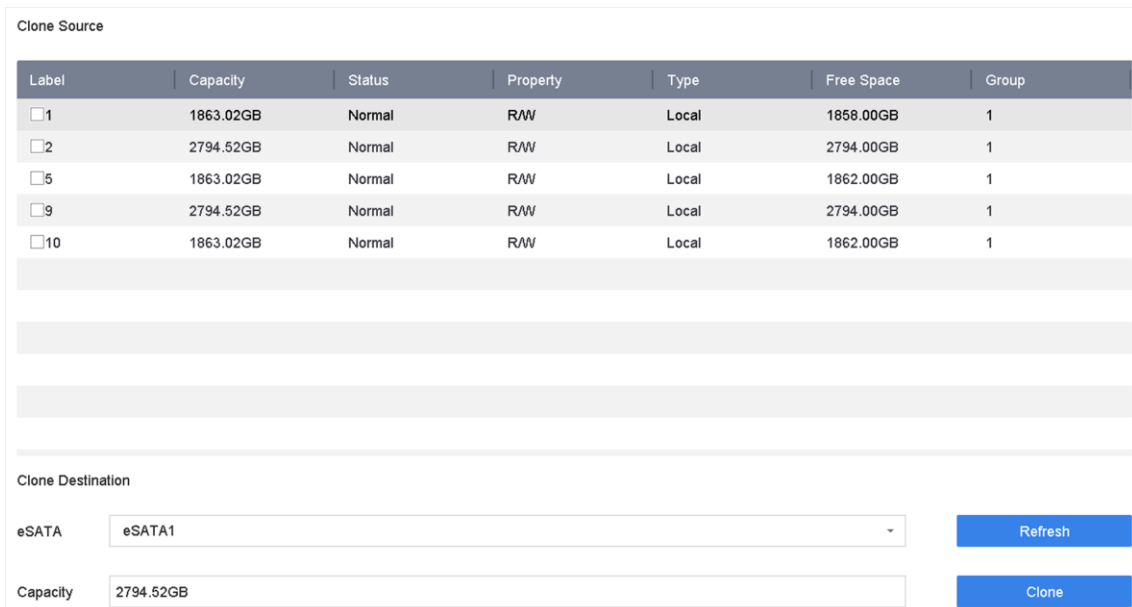 Clone Source
Label Capacity Status Property Type Free Space Group
1 1863.02GB Normal R/W Local 1858.00GB 1
2 2794.52GB Normal R/W Local 2794.00GB 1
5 1863.02GB Normal R/W Local 1862.00GB 1
9 2794.52GB Normal R/W Local 2794.00GB 1
10 1863.02GB Normal R/W Local 1862.00GB 1
Clone Destination
eSATA eSATA1 Refresh
Capacity 2794.52GB Clone